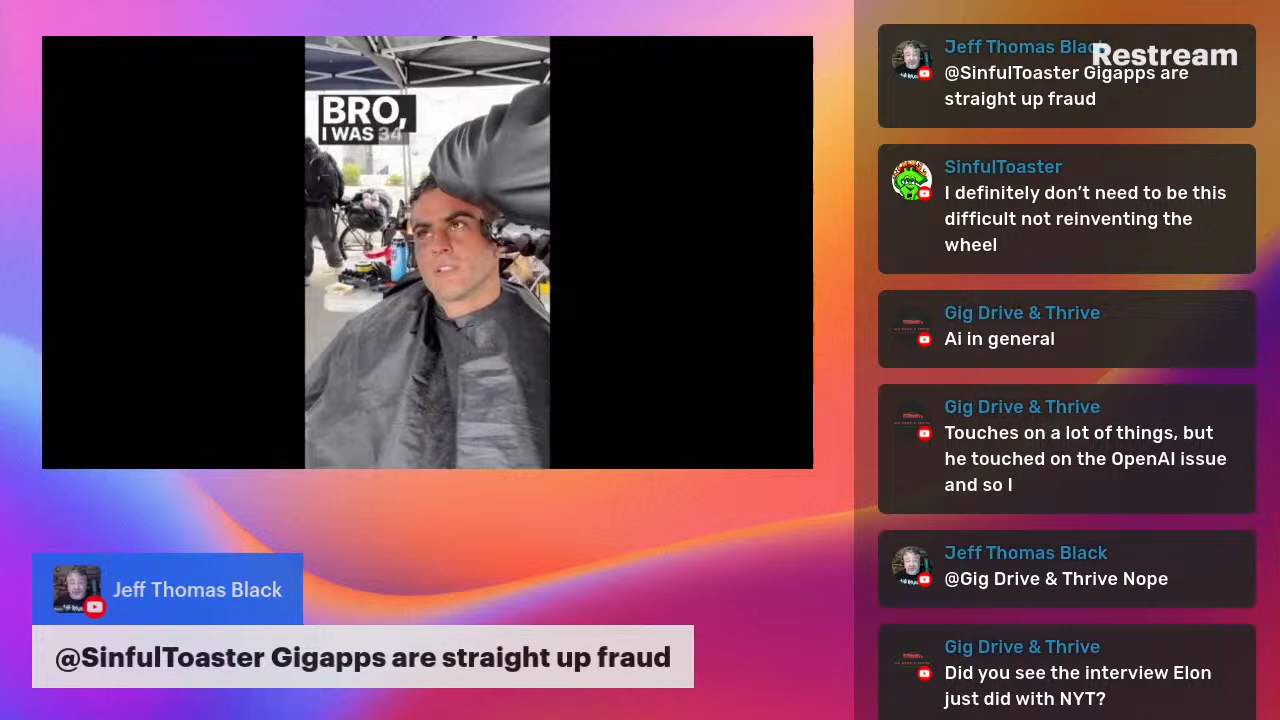 BRO,
I WAS 34
Jeff Thomas Black
@SinfulToaster Gigapps are straight up fraud
Restream
Jeff Thomas Black
@SinfulToaster Gigapps are
straight up fraud
SinfulToaster
I definitely don’t need to be this
difficult not reinventing the
wheel
Gig Drive & Thrive
Ai in general
Gig Drive & Thrive
Touches on a lot of things, but
he touched on the OpenAI issue
and so I
Jeff Thomas Black
@Gig Drive & Thrive Nope
Gig Drive & Thrive
Did you see the interview Elon
just did with NYT?